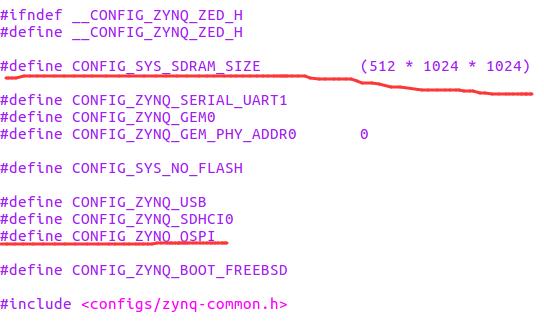 #ifndef __CONFIG_ZYNQ_ZED_H
#define __CONFIG_ZYNQ_ZED_H
#define CONFIG_SYS_SDRAM_SIZE (512 * 1024 * 1024)
#define CONFIG_ZYNQ_SERIAL_UART1
#define CONFIG_ZYNQ_GEM0
#define CONFIG_ZYNQ_GEM_PHY_ADDR0 0
#define CONFIG_SYS_NO_FLASH
#define CONFIG_ZYNQ_USB
#define CONFIG_ZYNQ_SDHCI0
#define CONFIG_ZYNQ_QSPI
#define CONFIG_ZYNQ_BOOT_FREEBSD
#include <configs/zynq-common.h>